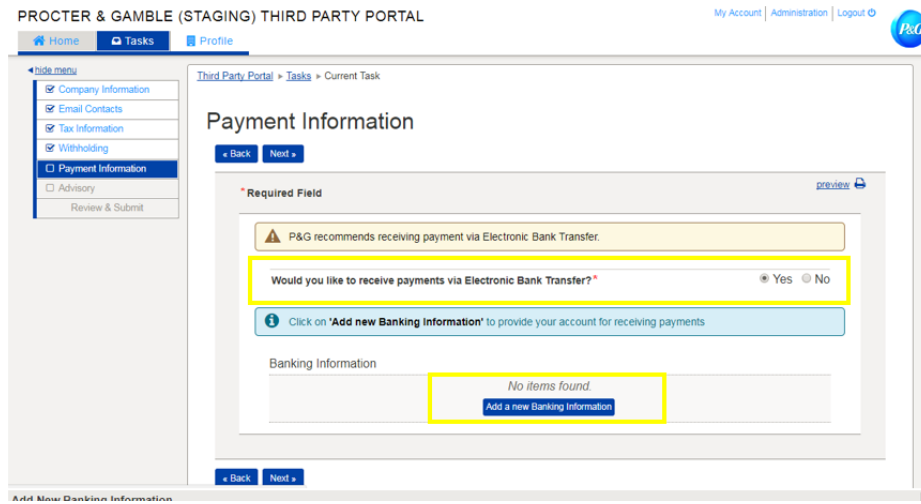 PROCTER & GAMBLE (STAGING) THIRD PARTY PORTAL
My Account | Administration | Logout
P&G
Home Tasks Profile
hide menu
Company Information
Email Contacts
Tax Information
Withholding
Payment Information
Advisory
Review & Submit
Third Party Portal » Tasks » Current Task
Payment Information
« Back Next »
*Required Field
preview
P&G recommends receiving payment via Electronic Bank Transfer.
Would you like to receive payments via Electronic Bank Transfer?* Yes No
Click on 'Add new Banking Information' to provide your account for receiving payments
Banking Information
No items found.
Add a new Banking Information
« Back Next »
Add New Banking Information